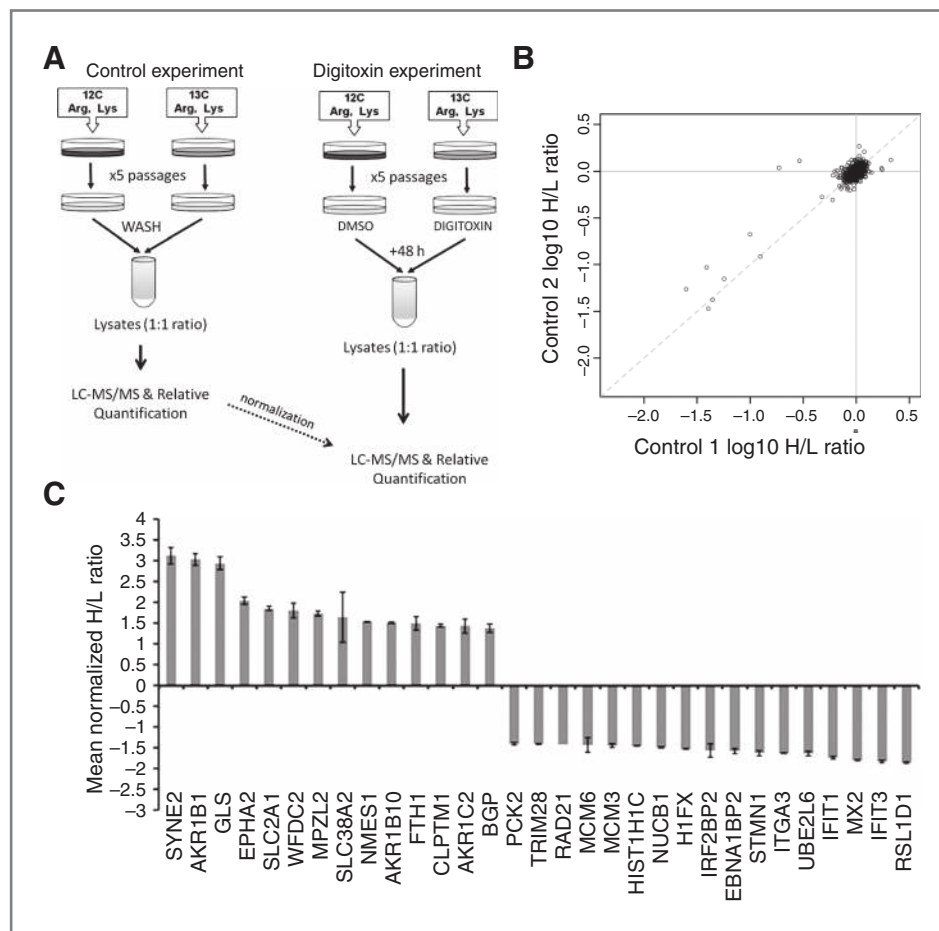 A
Control experiment
Digitoxin experiment
12C
Arg, Lys
13C
Arg, Lys
12C
Arg, Lys
13C
Arg, Lys
x5 passages
x5 passages
WASH
DMSO
DIGITOXIN
+48 h
Lysates (1:1 ratio)
Lysates (1:1 ratio)
LC-MS/MS & Relative
Quantification
normalization
LC-MS/MS & Relative
Quantification
B
Control 2 log10 H/L ratio
0.5
0.0
−0.5
−1.0
−1.5
−2.0
−2.0 −1.5 −1.0 −0.5 0.0 0.5
Control 1 log10 H/L ratio
C
Mean normalized H/L ratio
4
3.5
3
2.5
2
1.5
1
0.5
0
−0.5
−1
−1.5
−2
−2.5
−3
SYNE2
AKR1B1
GLS
EPHA2
SLC2A1
WFDC2
MPZL2
SLC38A2
NMES1
AKR1B10
FTH1
CLPTM1
AKR1C2
BGP
PCK2
TRIM28
RAD21
MCM6
MCM3
HIST1H1C
NUCB1
H1FX
IRF2BP2
EBNA1BP2
STMN1
ITGA3
UBE2L6
IFIT1
MX2
IFIT3
RSL1D1